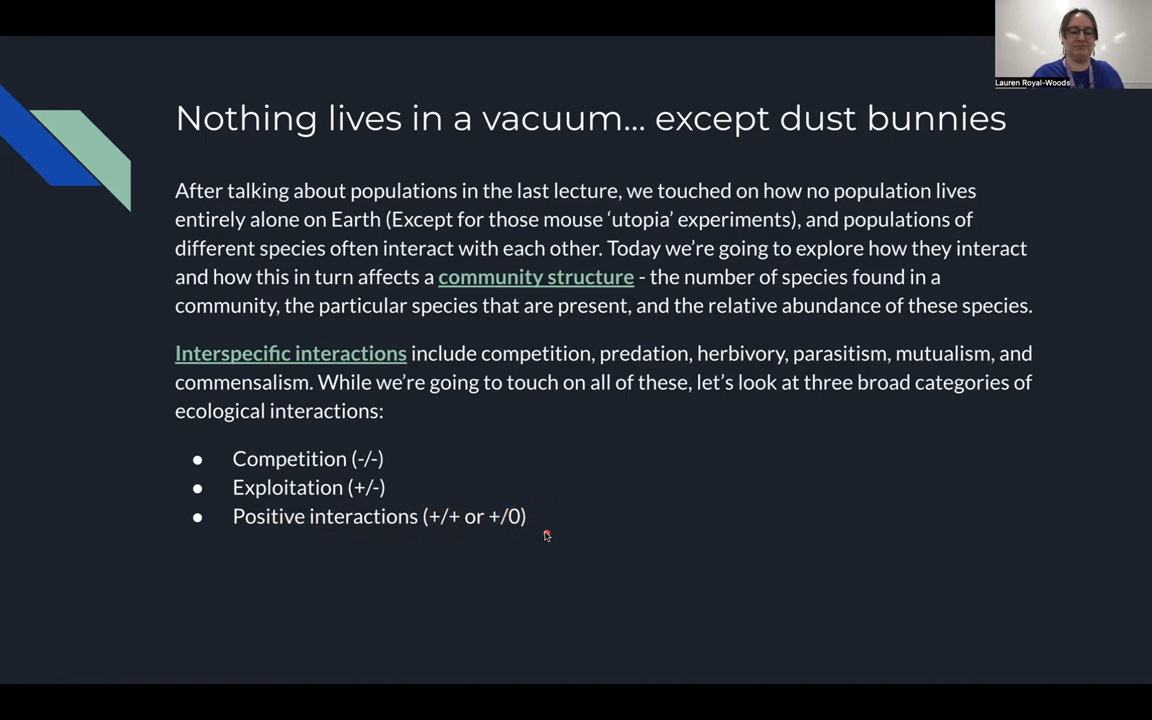 Lauren Royal-Woods
Nothing lives in a vacuum... except dust bunnies
After talking about populations in the last lecture, we touched on how no population lives
entirely alone on Earth (Except for those mouse ‘utopia’ experiments), and populations of
different species often interact with each other. Today we’re going to explore how they interact
and how this in turn affects a community structure - the number of species found in a
community, the particular species that are present, and the relative abundance of these species.
Interspecific interactions include competition, predation, herbivory, parasitism, mutualism, and
commensalism. While we’re going to touch on all of these, let’s look at three broad categories of
ecological interactions:
● Competition (-/-)
● Exploitation (+/-)
● Positive interactions (+/+ or +/0)